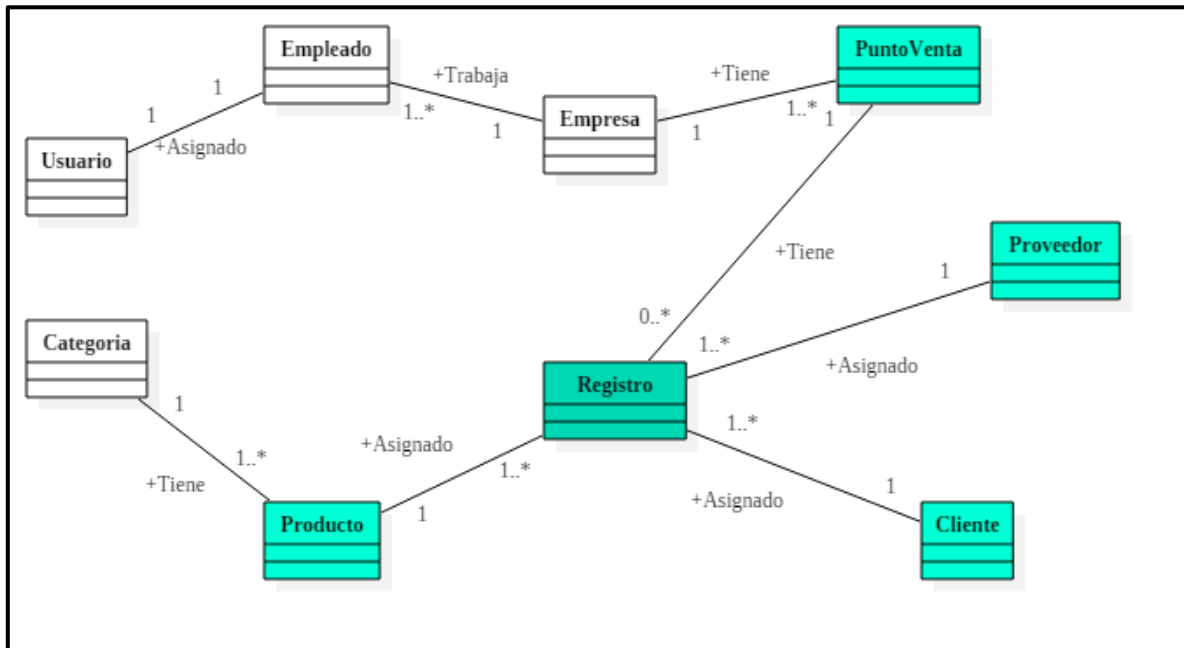 Empleado
PuntoVenta
+Trabaja
+Tiene
1
1..*
1
Empresa
1
1..*
1
1
+Asignado
Usuario
Proveedor
+Tiene
1
0..*
1..*
+Asignado
Categoria
Registro
1
1..*
+Tiene
+Asignado
1..*
1
1..*
+Asignado
1
Producto
Cliente